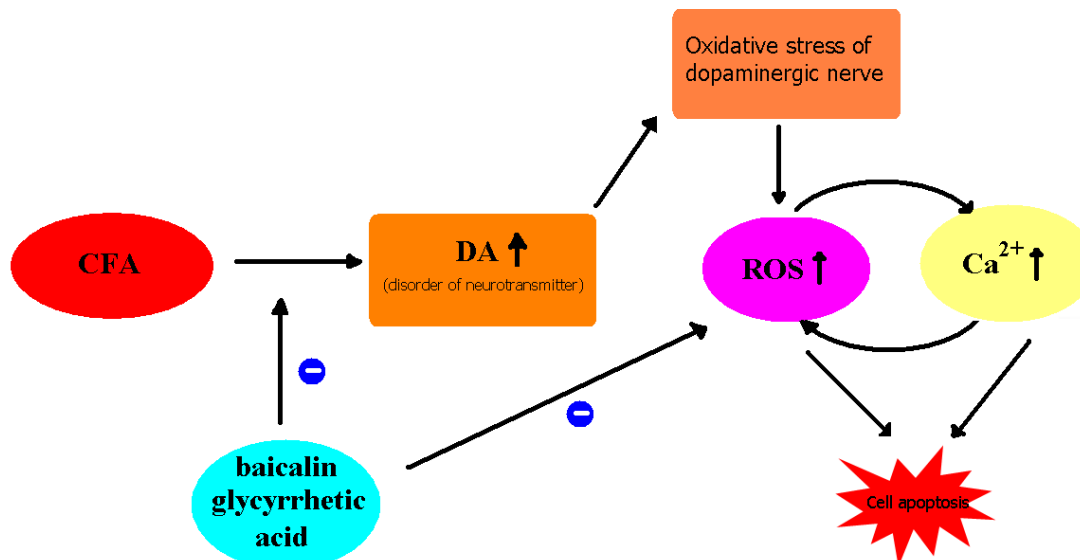 Oxidative stress of
dopaminergic nerve
CFA
DA
(disorder of neurotransmitter)
ROS
Ca²⁺
baicalin
glycyrrhetic
acid
Cell apoptosis